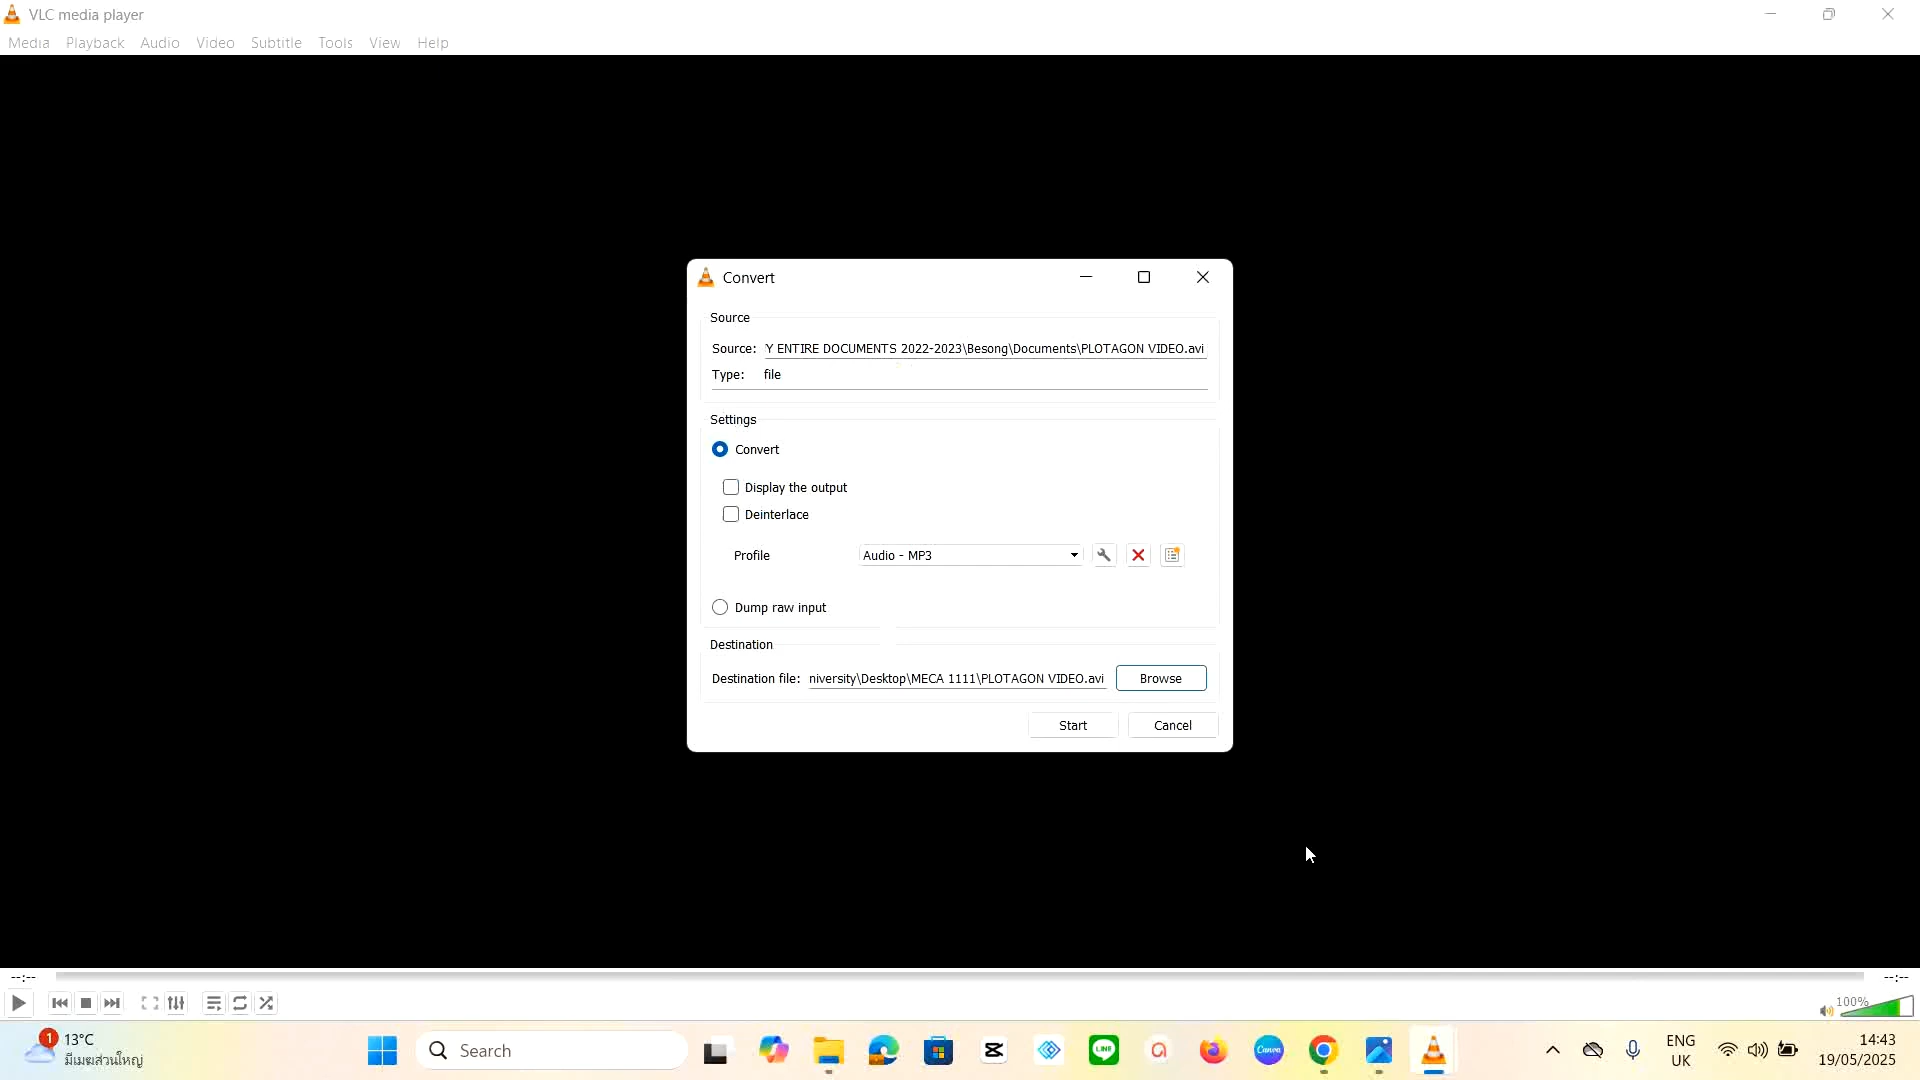 VLC media player
Media Playback Audio Video Subtitle Tools View Help
Convert
Source
Source: Y ENTIRE DOCUMENTS 2022-2023\Besong\Documents\PLOTAGON VIDEO.avi
Type: file
Settings
Convert
Display the output
Deinterlace
Profile Audio - MP3
Dump raw input
Destination
Destination file: niversity\Desktop\MECA 1111\PLOTAGON VIDEO.avi Browse
Start Cancel
--:-- --:--
100%
1 13°C
มีเมฆส่วนใหญ่
Search
LINE
Canva
ENG
UK
14:43
19/05/2025